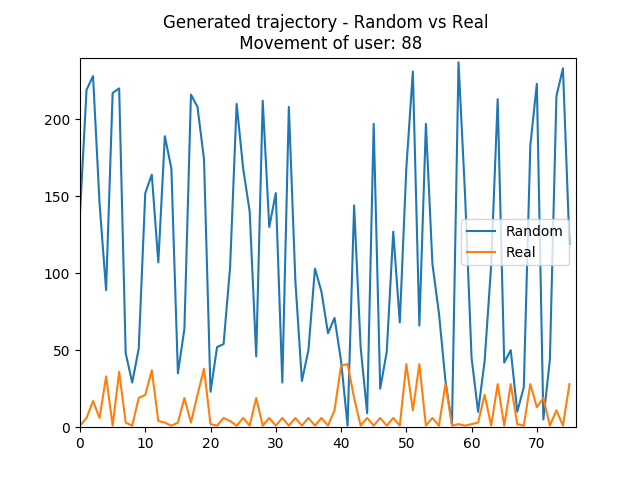 Generated trajectory - Random vs Real
Movement of user: 88
200
150
100
50
0
Random
Real
0 10 20 30 40 50 60 70